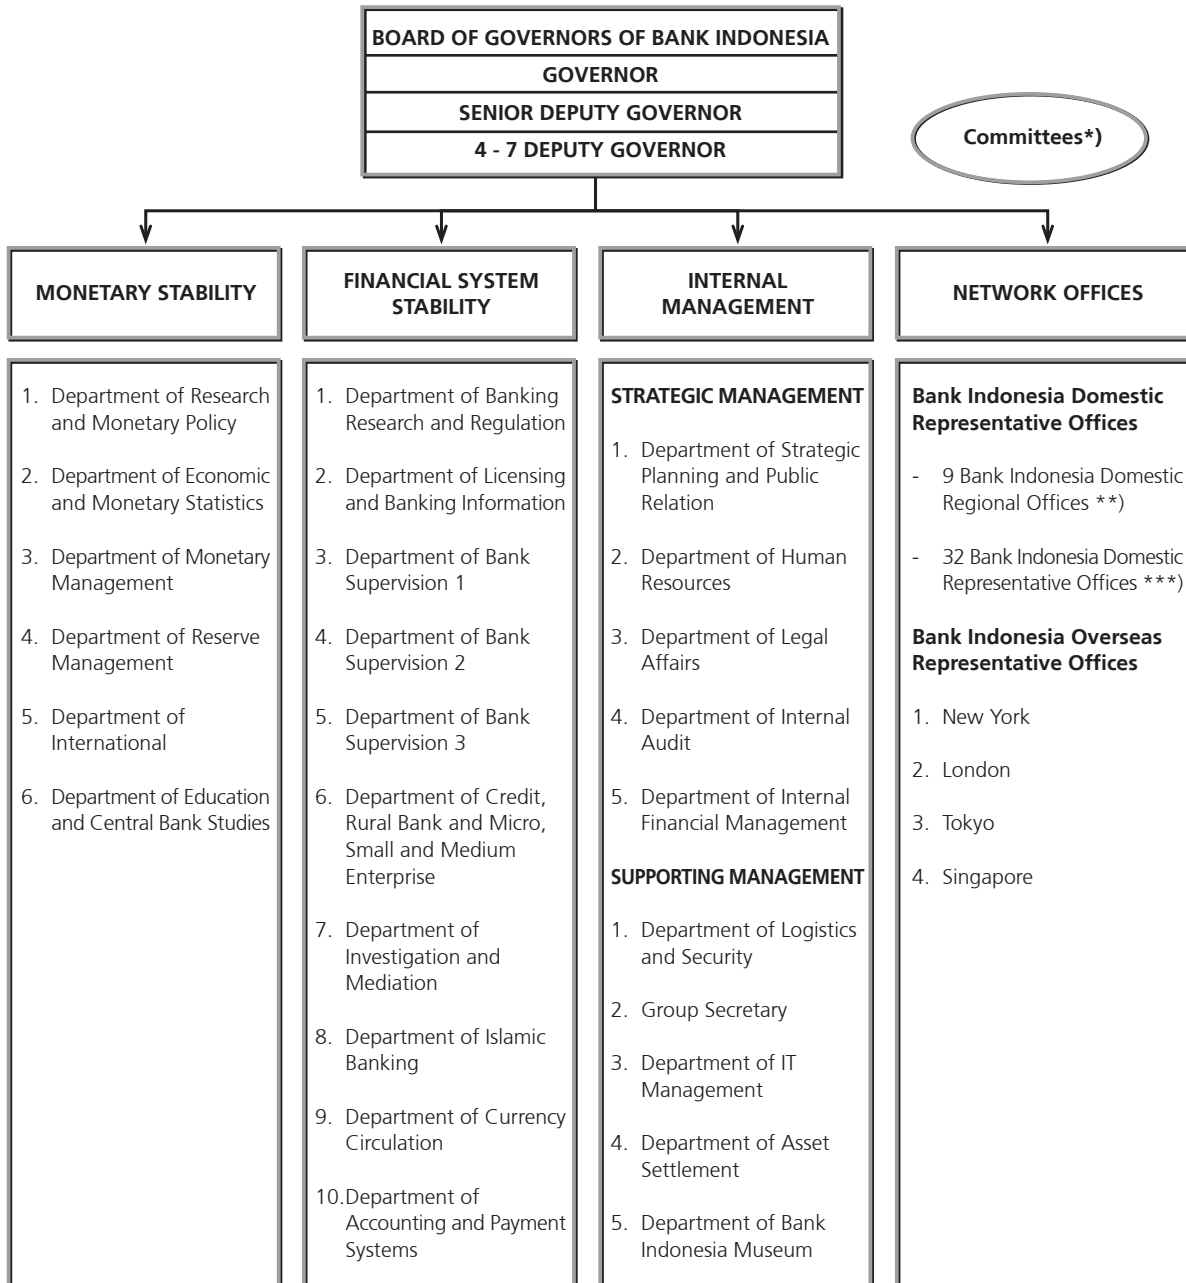 BOARD OF GOVERNORS OF BANK INDONESIA
GOVERNOR
SENIOR DEPUTY GOVERNOR
4 - 7 DEPUTY GOVERNOR
Committees*)
MONETARY STABILITY
1. Department of Research
and Monetary Policy
2. Department of Economic
and Monetary Statistics
3. Department of Monetary
Management
4. Department of Reserve
Management
5. Department of
International
6. Department of Education
and Central Bank Studies
FINANCIAL SYSTEM
STABILITY
1. Department of Banking
Research and Regulation
2. Department of Licensing
and Banking Information
3. Department of Bank
Supervision 1
4. Department of Bank
Supervision 2
5. Department of Bank
Supervision 3
6. Department of Credit,
Rural Bank and Micro,
Small and Medium
Enterprise
7. Department of
Investigation and
Mediation
8. Department of Islamic
Banking
9. Department of Currency
Circulation
10.Department of
Accounting and Payment
Systems
INTERNAL
MANAGEMENT
STRATEGIC MANAGEMENT
1. Department of Strategic
Planning and Public
Relation
2. Department of Human
Resources
3. Department of Legal
Affairs
4. Department of Internal
Audit
5. Department of Internal
Financial Management
SUPPORTING MANAGEMENT
1. Department of Logistics
and Security
2. Group Secretary
3. Department of IT
Management
4. Department of Asset
Settlement
5. Department of Bank
Indonesia Museum
NETWORK OFFICES
Bank Indonesia Domestic
Representative Offices
- 9 Bank Indonesia Domestic
Regional Offices **)
- 32 Bank Indonesia Domestic
Representative Offices ***)
Bank Indonesia Overseas
Representative Offices
1. New York
2. London
3. Tokyo
4. Singapore